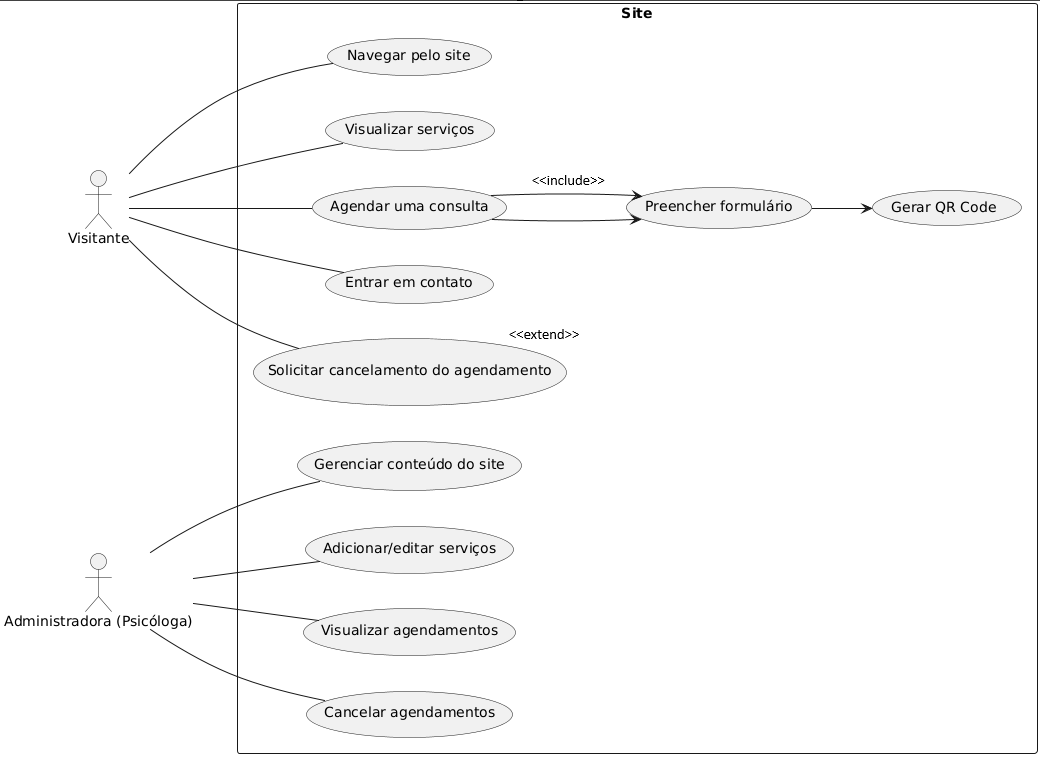 Site
Navegar pelo site
Visualizar serviços
<<include>>
Agendar uma consulta
Preencher formulário
Gerar QR Code
Visitante
Entrar em contato
<<extend>>
Solicitar cancelamento do agendamento
Gerenciar conteúdo do site
Adicionar/editar serviços
Administradora (Psicóloga)
Visualizar agendamentos
Cancelar agendamentos